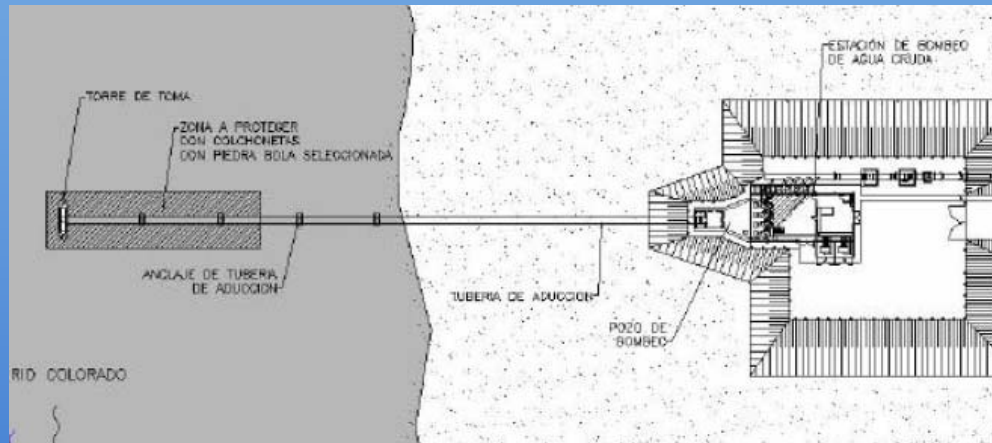 ESTACIÓN DE BOMBEO
DE AGUA CRUDA
TORRE DE TOMA
ZONA A PROTEGER
CON COLCHONETAS
CON PIEDRA BOLA SELECCIONADA
ANCLAJE DE TUBERIA
DE ADUCCION
TUBERIA DE ADUCCION
POZO DE
BOMBEO
RIO COLORADO